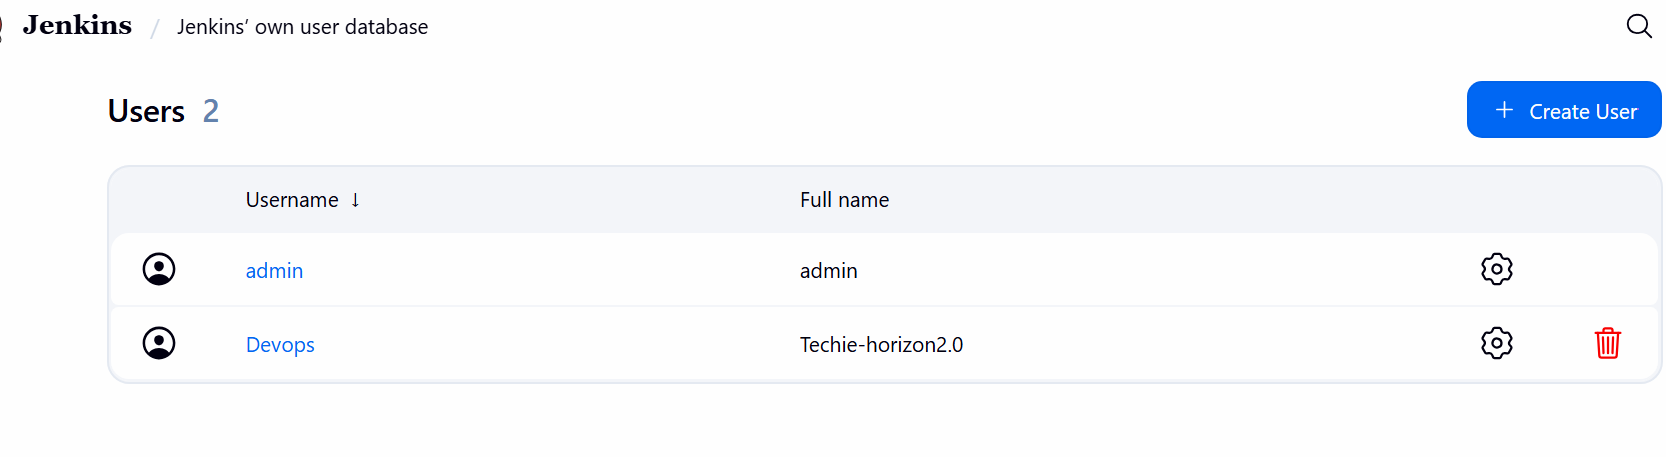 Jenkins / Jenkins’ own user database
Users 2
+ Create User
Username ↓ Full name
admin admin
Devops Techie-horizon2.0